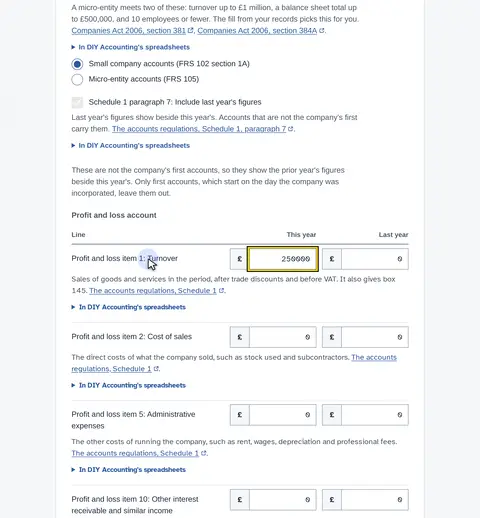 A micro-entity meets two of these: turnover up to £1 million, a balance sheet total up
to £500,000, and 10 employees or fewer. The fill from your records picks this for you.
Companies Act 2006, section 381, Companies Act 2006, section 384A.
In DIY Accounting's spreadsheets
Small company accounts (FRS 102 section 1A)
Micro-entity accounts (FRS 105)
Schedule 1 paragraph 7: Include last year's figures
Last year's figures show beside this year's. Accounts that are not the company's first
carry them. The accounts regulations, Schedule 1, paragraph 7.
In DIY Accounting's spreadsheets
These are not the company's first accounts, so they show the prior year's figures
beside this year's. Only first accounts, which start on the day the company was
incorporated, leave them out.
Profit and loss account
Line This year Last year
Profit and loss item 1: Turnover £ 250000 £ 0
Sales of goods and services in the period, after trade discounts and before VAT. It also gives box
145. The accounts regulations, Schedule 1.
In DIY Accounting's spreadsheets
Profit and loss item 2: Cost of sales £ 0 £ 0
The direct costs of what the company sold, such as stock used and subcontractors. The accounts
regulations, Schedule 1.
In DIY Accounting's spreadsheets
Profit and loss item 5: Administrative £ 0 £ 0
expenses
The other costs of running the company, such as rent, wages, depreciation and professional fees.
The accounts regulations, Schedule 1.
In DIY Accounting's spreadsheets
Profit and loss item 10: Other interest £ 0 £ 0
receivable and similar income